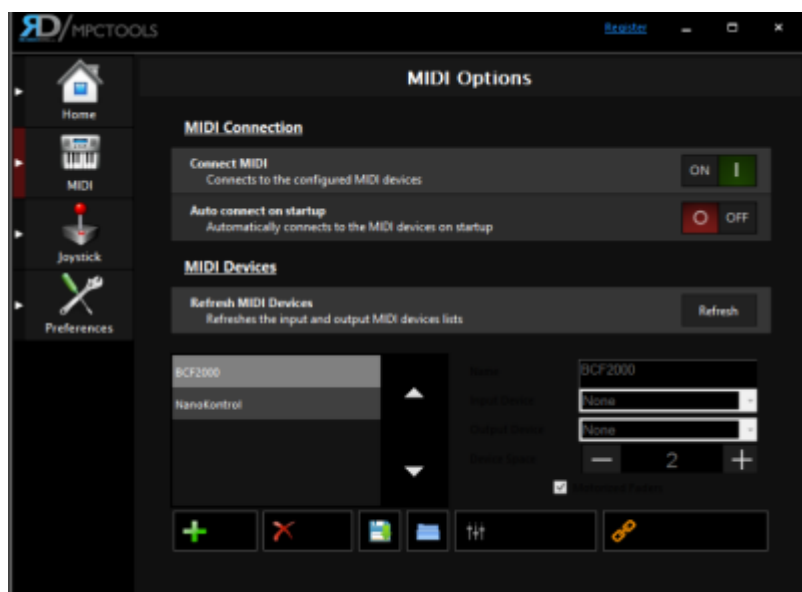 RD/MPCTOOLS
Register
MIDI Options
Home
MIDI
Joystick
Preferences
MIDI Connection
Connect MIDI
Connects to the configured MIDI devices
ON
Auto connect on startup
Automatically connects to the MIDI devices on startup
OFF
MIDI Devices
Refresh MIDI Devices
Refreshes the input and output MIDI devices lists
Refresh
BCF2000
NanoKontrol
Name
BCF2000
Input Device
None
Output Device
None
2